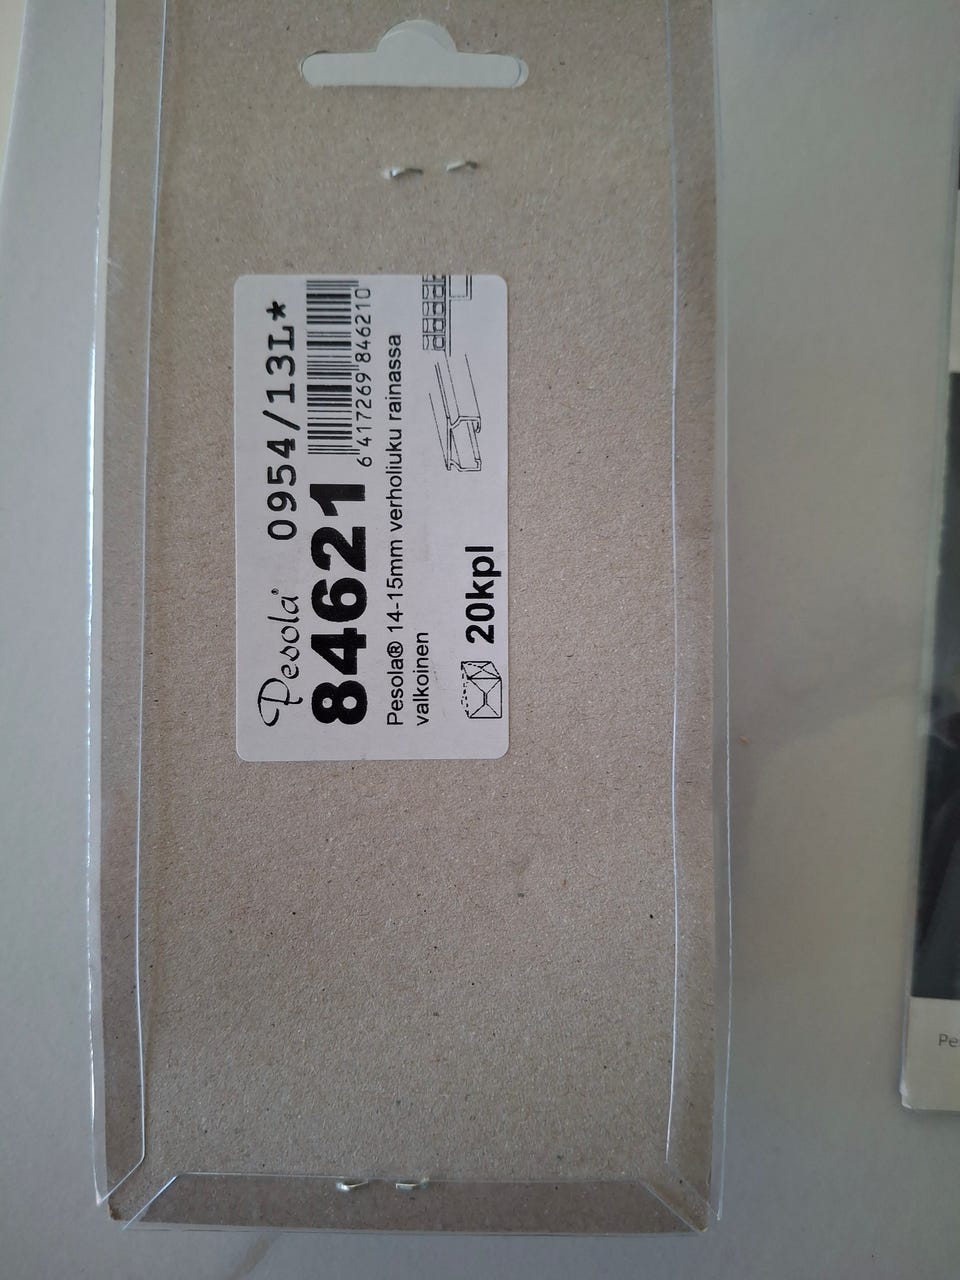 Pesola® 0954/13L*
84621
6 417269 846210
Pesola® 14-15mm verholiuku rainassa
valkoinen
20kpl